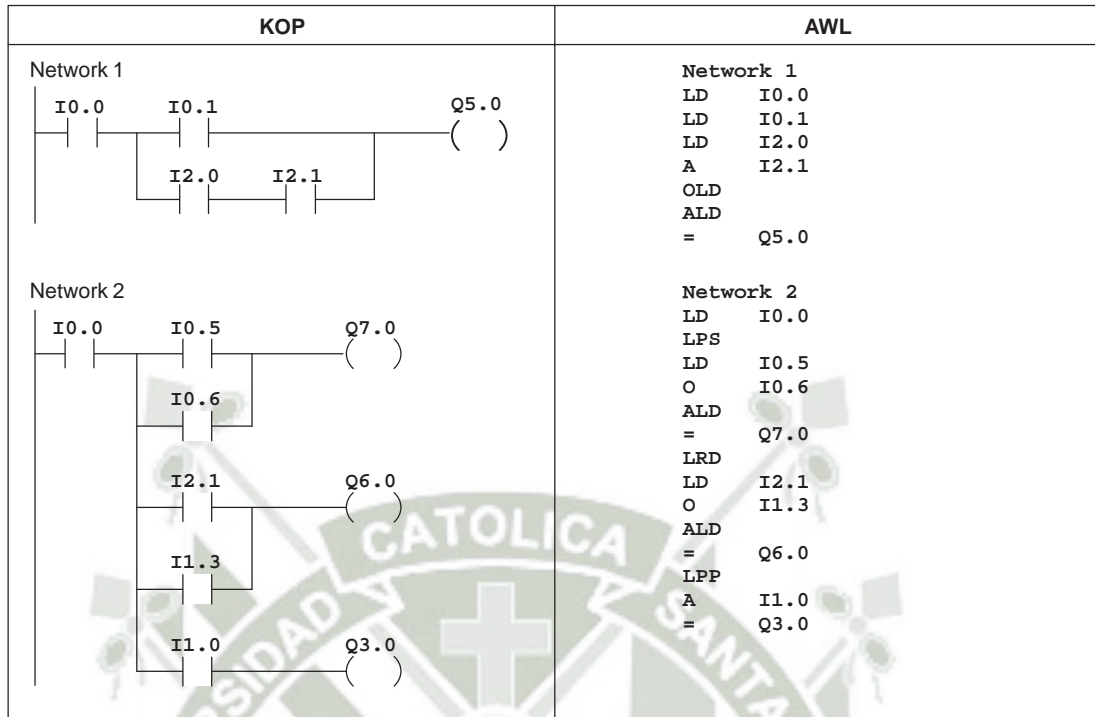 KOP
AWL
Network 1
I0.0 I0.1 Q5.0
I2.0 I2.1
Network 2
I0.0 I0.5 Q7.0
I0.6
I2.1 Q6.0
I1.3
I1.0 Q3.0
Network 1
LD I0.0
LD I0.1
LD I2.0
A I2.1
OLD
ALD
= Q5.0
Network 2
LD I0.0
LPS
LD I0.5
O I0.6
ALD
= Q7.0
LRD
LD I2.1
O I1.3
ALD
= Q6.0
LPP
A I1.0
= Q3.0
CATOLICA
SANTA